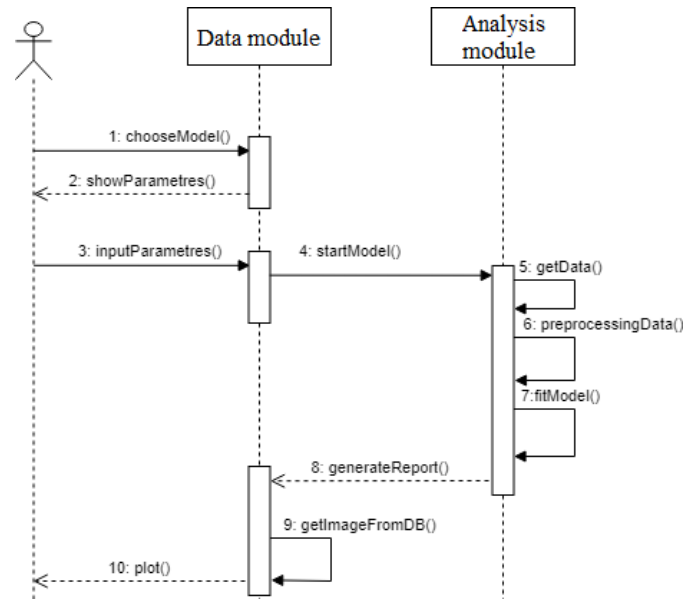 Data module
Analysis
module
1: chooseModel()
2: showParametres()
3: inputParametres()
4: startModel()
5: getData()
6: preprocessingData()
7:fitModel()
8: generateReport()
9: getImageFromDB()
10: plot()